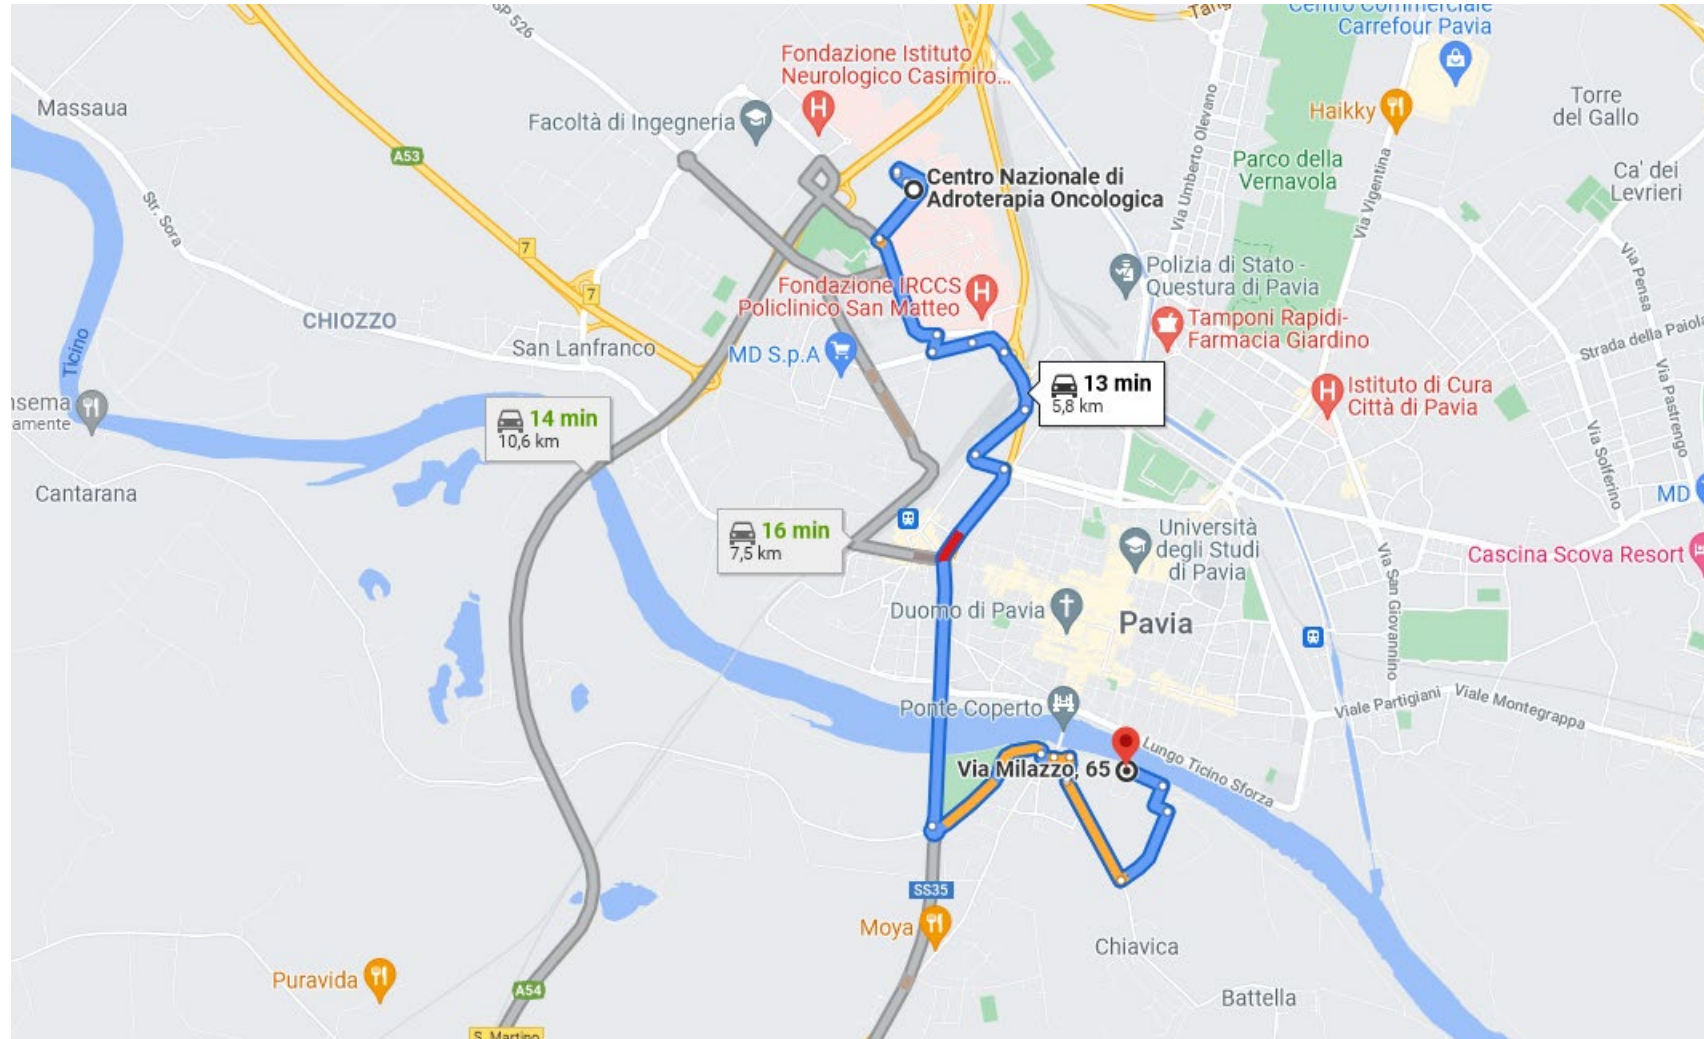 SP 526
Tang
Centro Commerciale
Carrefour Pavia
Massaua
Fondazione Istituto
Neurologico Casimiro...
Facoltà di Ingegneria
Haikky
Torre
del Gallo
A53
Via Umberto Olevano
Parco della
Vernavola
Via Vigentina
Ca' dei
Levrieri
Centro Nazionale di
Adroterapia Oncologica
Str. Sora
7
7
Polizia di Stato -
Questura di Pavia
Via Pensa
Fondazione IRCCS
Policlinico San Matteo
CHIOZZO
Tamponi Rapidi-
Farmacia Giardino
Strada della Paiola
Ticino
San Lanfranco
MD S.p.A
13 min
5,8 km
Istituto di Cura
Città di Pavia
Via Pastrengo
nsema
amente
14 min
10,6 km
Via Solferino
Cantarana
MD
16 min
7,5 km
Università
degli Studi
di Pavia
Cascina Scova Resort
Via San Giovannino
Duomo di Pavia
Pavia
Ponte Coperto
Viale Partigiani
Viale Montegrappa
Lungo Ticino Sforza
Via Milazzo, 65
SS35
Moya
Chiavica
Puravida
A54
Battella
S. Martino